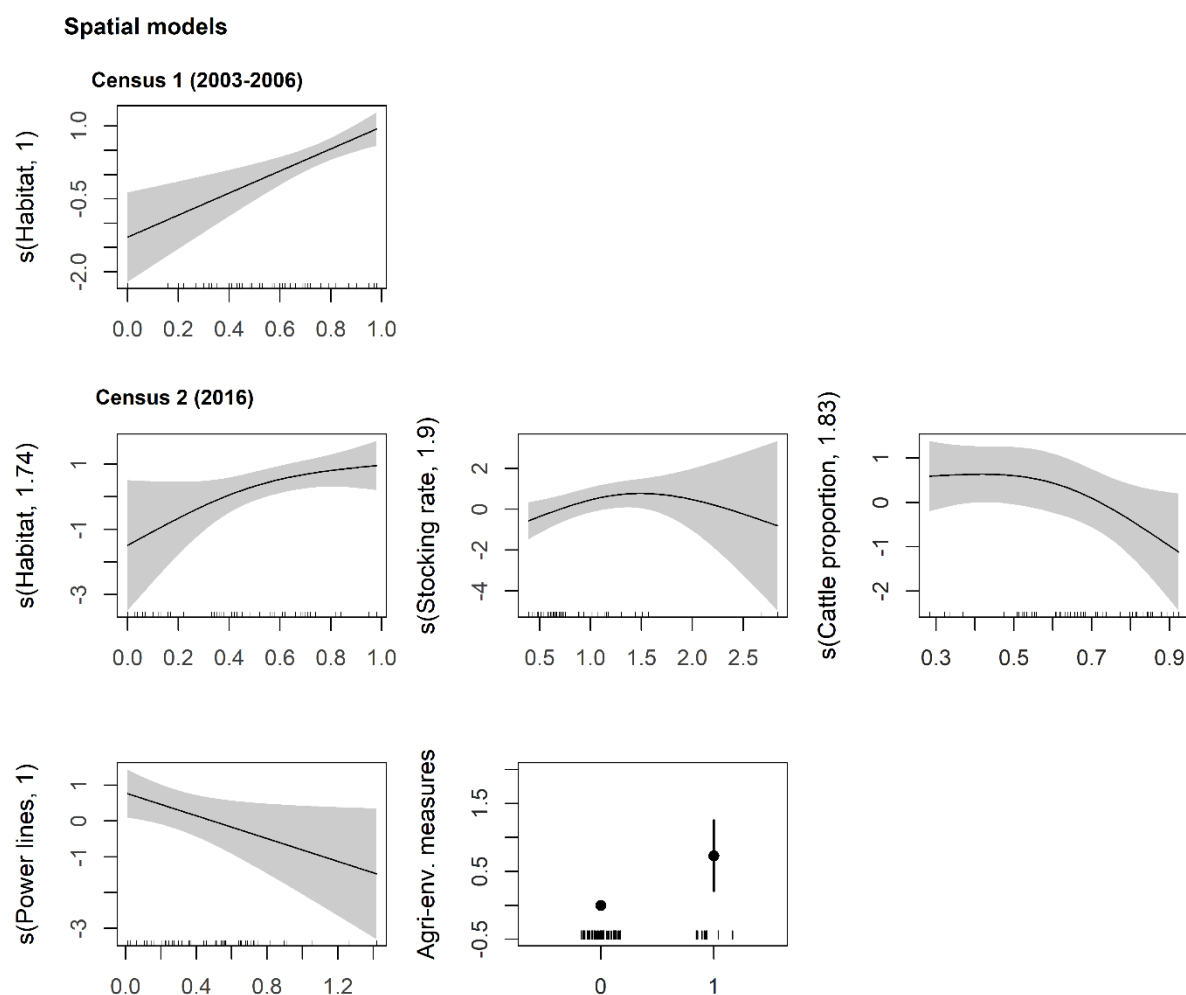 Spatial models
Census 1 (2003-2006)
s(Habitat, 1)
1.0
-0.5
-2.0
0.0 0.2 0.4 0.6 0.8 1.0
Census 2 (2016)
s(Habitat, 1.74)
1
-1
-3
0.0 0.2 0.4 0.6 0.8 1.0
s(Stocking rate, 1.9)
2
0
-2
-4
0.5 1.0 1.5 2.0 2.5
s(Cattle proportion, 1.83)
1
0
-1
-2
0.3 0.5 0.7 0.9
s(Power lines, 1)
1
0
-1
-3
0.0 0.4 0.8 1.2
Agri-env. measures
1.5
0.5
-0.5
0 1